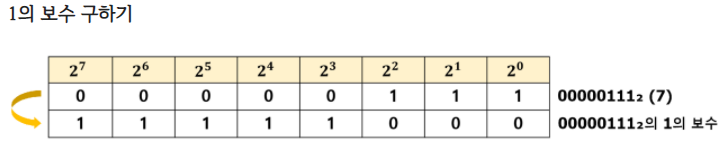 1의 보수 구하기
2⁷ 2⁶ 2⁵ 2⁴ 2³ 2² 2¹ 2⁰
0 0 0 0 0 1 1 1 00000111₂ (7)
1 1 1 1 1 0 0 0 00000111₂의 1의 보수